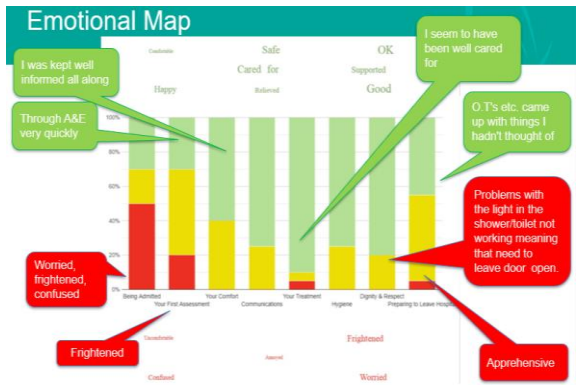 Emotional Map
I seem to have
been well cared
for
Comfortable
Safe
OK
I was kept well
informed all along
Cared for
Supported
Happy
Relieved
Good
Through A&E
very quickly
O.T's etc. came
up with things I
hadn't thought of
100%
80%
60%
40%
20%
0%
Problems with
the light in the
shower/toilet not
working meaning
that need to
leave door open.
Worried,
frightened,
confused
Being Admitted
Your First Assessment
Your Comfort
Communications
Your Treatment
Hygiene
Dignity & Respect
Preparing to Leave Hospital
Frightened
Uncomfortable
Frightened
Annoyed
Apprehensive
Confused
Worried